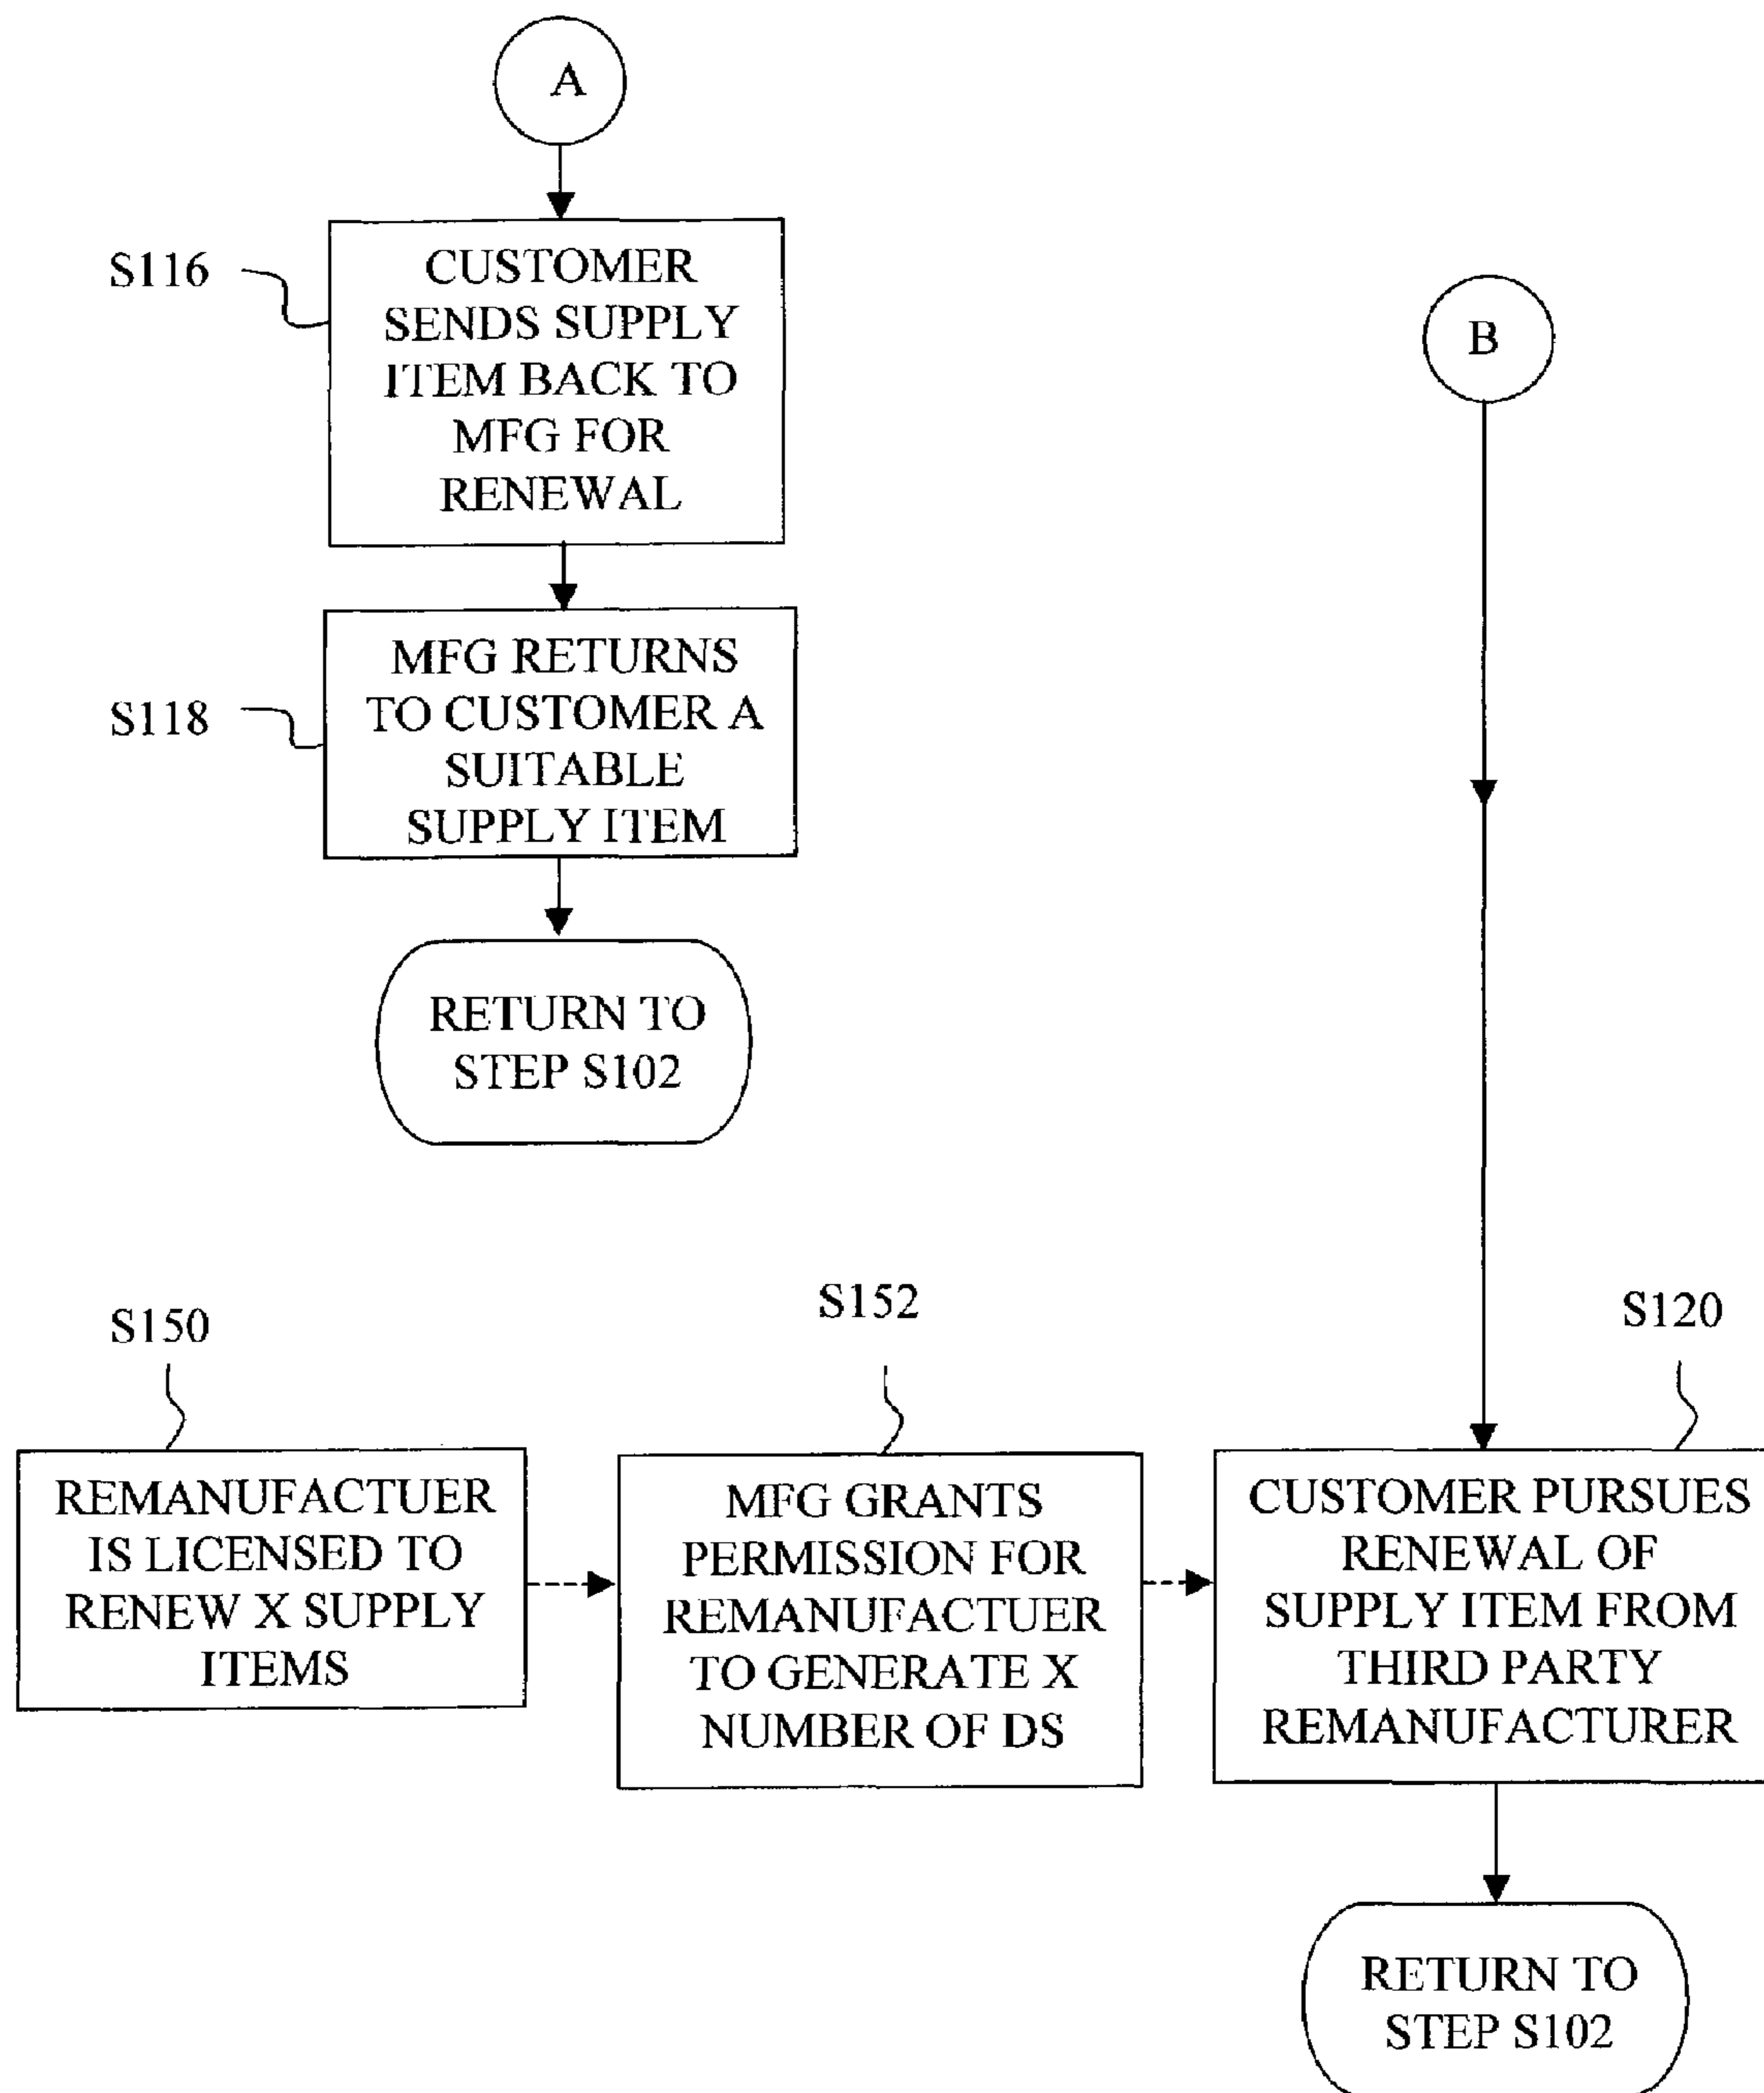 A
S116
CUSTOMER
SENDS SUPPLY
ITEM BACK TO
MFG FOR
RENEWAL
B
S118
MFG RETURNS
TO CUSTOMER A
SUITABLE
SUPPLY ITEM
RETURN TO
STEP S102
S150
REMANUFACTUER
IS LICENSED TO
RENEW X SUPPLY
ITEMS
S152
MFG GRANTS
PERMISSION FOR
REMANUFACTUER
TO GENERATE X
NUMBER OF DS
S120
CUSTOMER PURSUES
RENEWAL OF
SUPPLY ITEM FROM
THIRD PARTY
REMANUFACTURER
RETURN TO
STEP S102